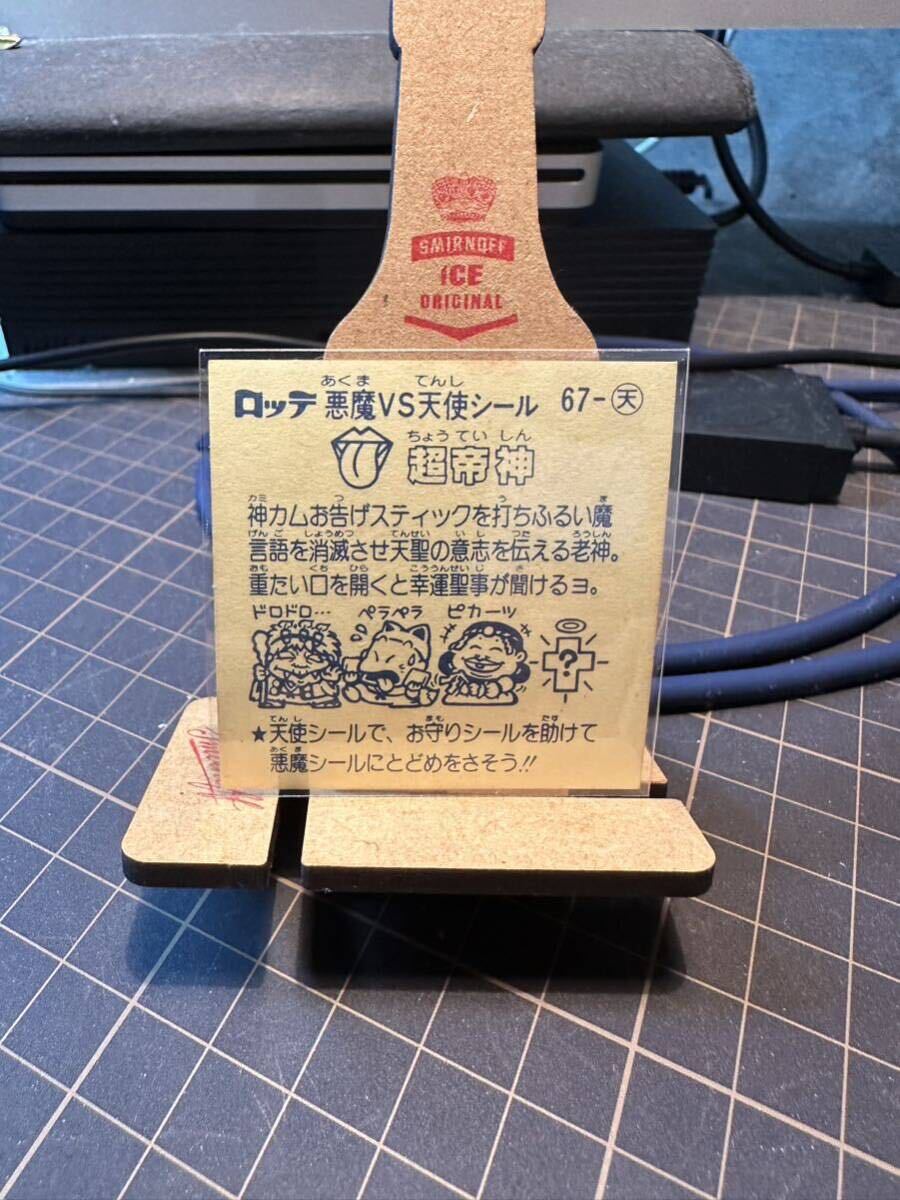 SMIRNOFF
ICE
ORIGINAL
あくま てんし
ロッテ 悪魔VS天使シール 67-天
ちょうていしん
超帝神
カミ つ う ま
神カムお告げスティックを打ちふるい魔
げんご しょうめつ てんせい いし つた ろうしん
言語を消滅させ天聖の意志を伝える老神。
おも くち ひら こううんせいじ き
重たい口を開くと幸運聖事が聞けるヨ。
ドロドロ… ペラペラ ピカーッ
?
てんし まも たす
★天使シールで、お守りシールを助けて
あくま
悪魔シールにとどめをさそう!!